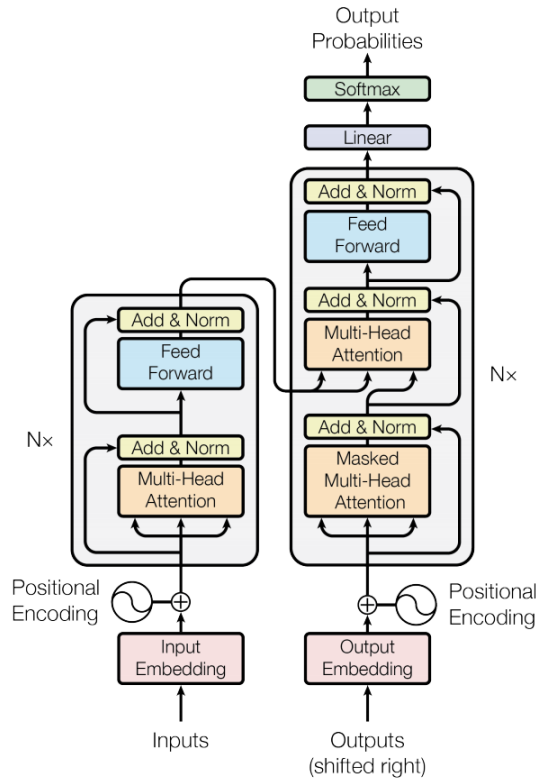 Output
Probabilities
Softmax
Linear
Add & Norm
Feed
Forward
Add & Norm
Multi-Head
Attention
Nx
Add & Norm
Masked
Multi-Head
Attention
Add & Norm
Feed
Forward
N×
Add & Norm
Multi-Head
Attention
Positional
Encoding
Positional
Encoding
Input
Embedding
Output
Embedding
Inputs
Outputs
(shifted right)